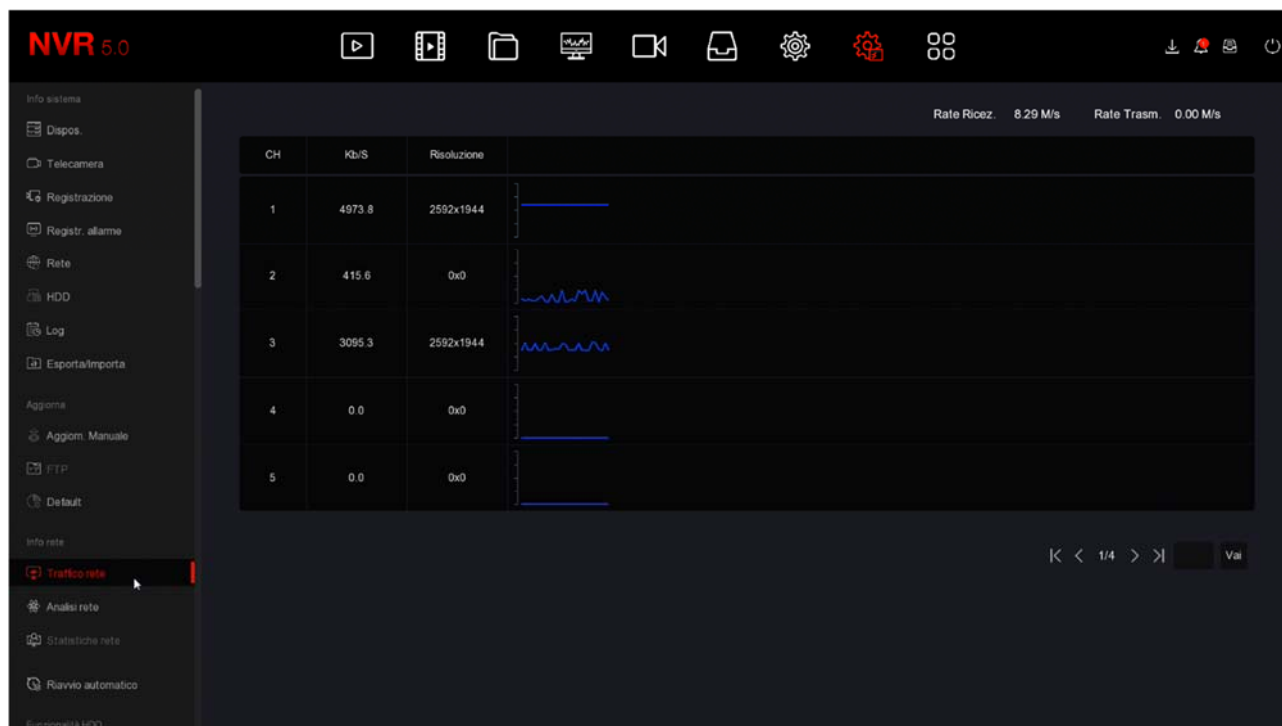 NVR 5.0
Info sistema
Dispos.
Telecamera
Registrazione
Registr. allarme
Rete
HDD
Log
Esporta/Importa
Aggiorna
Aggiorn. Manuale
FTP
Default
Info rete
Traffico rete
Analisi rete
Statistiche rete
Riavvio automatico
Funzionalità HDD
Rate Ricez. 8.29 M/s Rate Trasm. 0.00 M/s
CH Kb/S Risoluzione
1 4973.8 2592x1944
2 415.6 0x0
3 3095.3 2592x1944
4 0.0 0x0
5 0.0 0x0
1/4 Vai